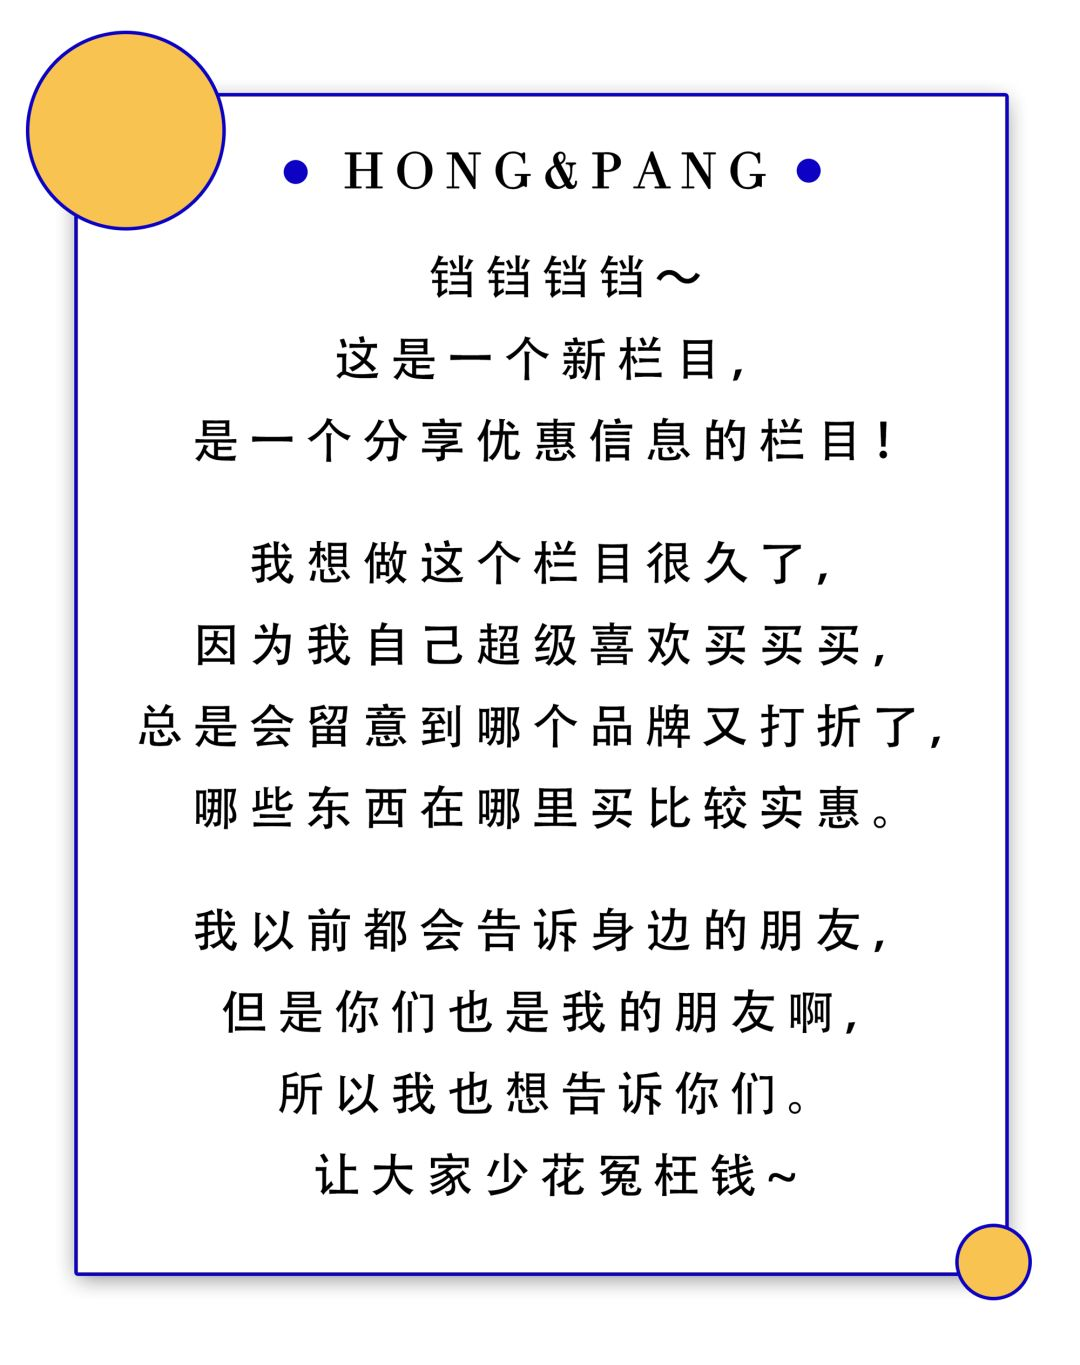 HONG&PANG
铛铛铛铛～
这是一个新栏目，
是一个分享优惠信息的栏目！
我想做这个栏目很久了，
因为我自己超级喜欢买买买，
总是会留意到哪个品牌又打折了，
哪些东西在哪里买比较实惠。
我以前都会告诉身边的朋友，
但是你们也是我的朋友啊，
所以我也想告诉你们。
让大家少花冤枉钱~